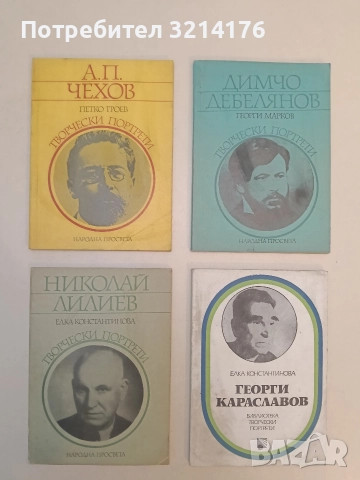 Потребител 3214176
А.П.
ЧЕХОВ
ПЕТКО ТРОЕВ
ТВОРЧЕСКИ ПОРТРЕТИ
НАРОДНА ПРОСВЕТА
ДИМЧО
ДЕБЕЛЯНОВ
ГЕОРГИ МАРКОВ
ТВОРЧЕСКИ ПОРТРЕТИ
НАРОДНА ПРОСВЕТА
НИКОЛАЙ
ЛИЛИЕВ
ЕЛКА КОНСТАНТИНОВА
ТВОРЧЕСКИ ПОРТРЕТИ
НАРОДНА ПРОСВЕТА
ЕЛКА КОНСТАНТИНОВА
ГЕОРГИ
КАРАСЛАВОВ
БИБЛИОТЕКА
ТВОРЧЕСКИ
ПОРТРЕТИ
bazar